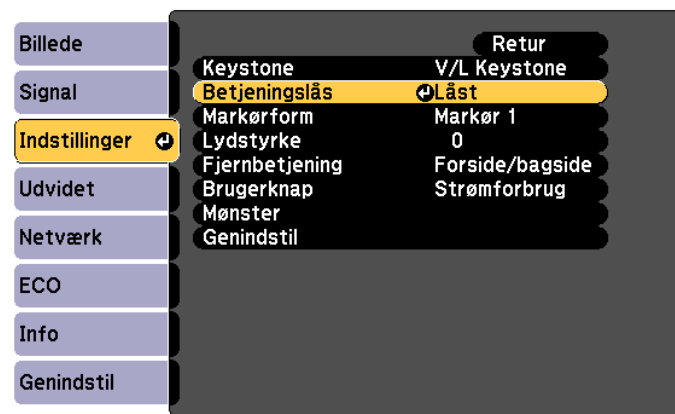 Billede
Signal
Indstillinger
Udvidet
Netværk
ECO
Info
Genindstil
Retur
Keystone V/L Keystone
Betjeningslås Låst
Markørform Markør 1
Lydstyrke 0
Fjernbetjening Forside/bagside
Brugerknap Strømforbrug
Mønster
Genindstil